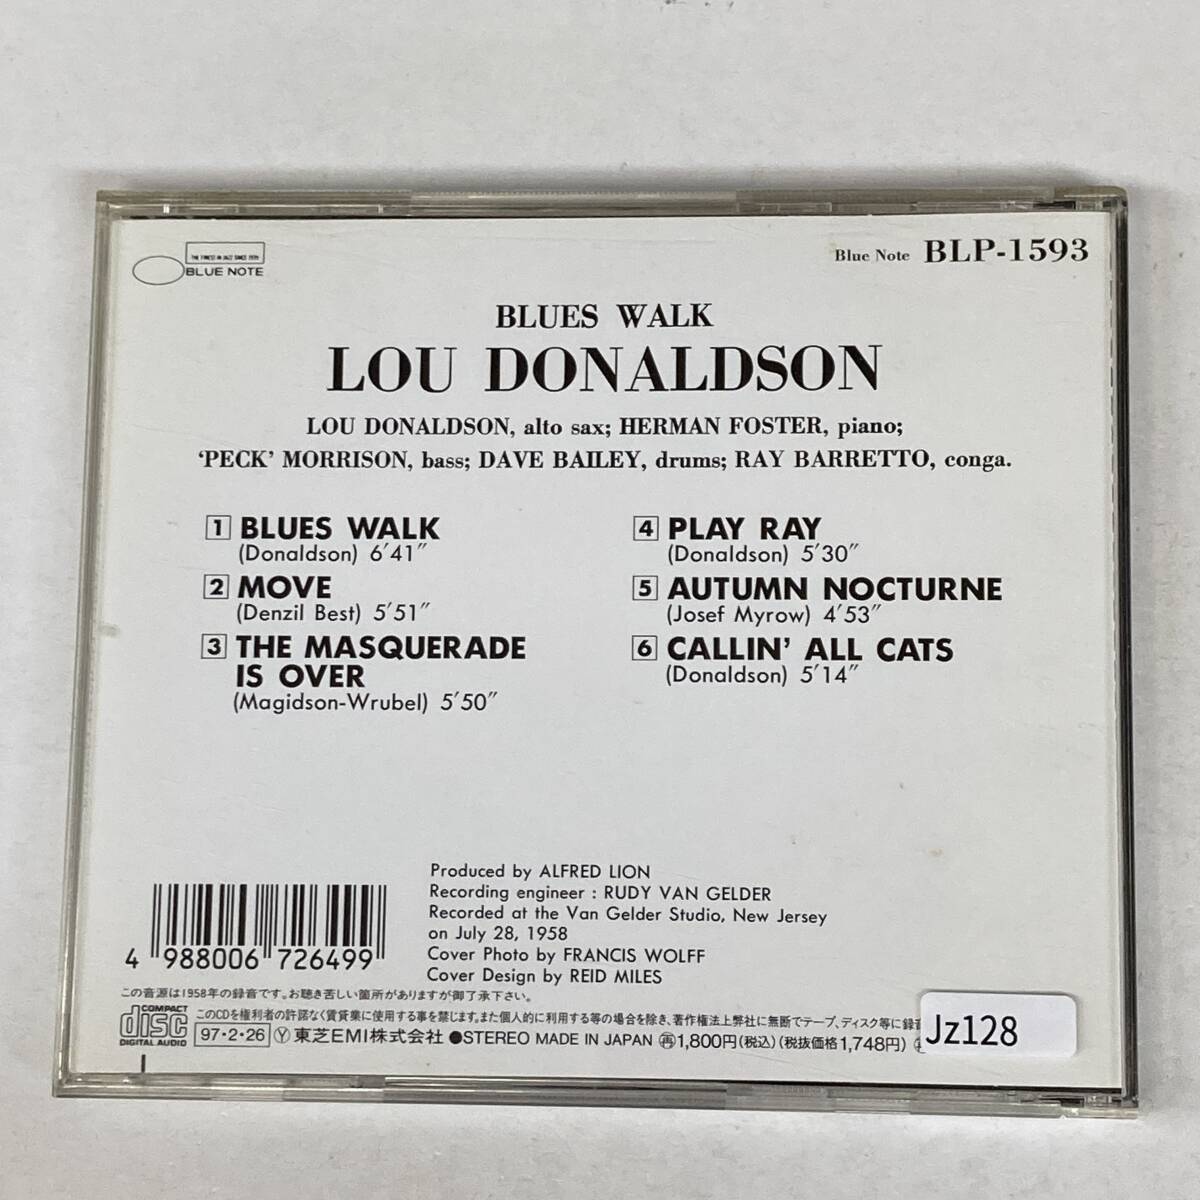 THE FINEST IN JAZZ SINCE 1939
BLUE NOTE
Blue Note BLP-1593
BLUES WALK
LOU DONALDSON
LOU DONALDSON, alto sax; HERMAN FOSTER, piano;
‘PECK’ MORRISON, bass; DAVE BAILEY, drums; RAY BARRETTO, conga.
1 BLUES WALK
(Donaldson) 6′41″
2 MOVE
(Denzil Best) 5′51″
3 THE MASQUERADE
IS OVER
(Magidson-Wrubel) 5′50″
4 PLAY RAY
(Donaldson) 5′30″
5 AUTUMN NOCTURNE
(Josef Myrow) 4′53″
6 CALLIN’ ALL CATS
(Donaldson) 5′14″
Produced by ALFRED LION
Recording engineer : RUDY VAN GELDER
Recorded at the Van Gelder Studio, New Jersey
on July 28, 1958
Cover Photo by FRANCIS WOLFF
Cover Design by REID MILES
4 988006 726499
この音源は1958年の録音です。お聴き苦しい箇所がありますが御了承下さい。
このCDを権利者の許諾なく賃貸業に使用する事を禁じます。また個人的に利用する等の場合を除き、著作権法上弊社に無断でテープ、ディスク等に録音
COMPACT
disc
DIGITAL AUDIO
97・2・26 Ⓨ 東芝EMI株式会社 ●STEREO MADE IN JAPAN 再1,800円(税込)(税抜価格1,748円)
Jz128